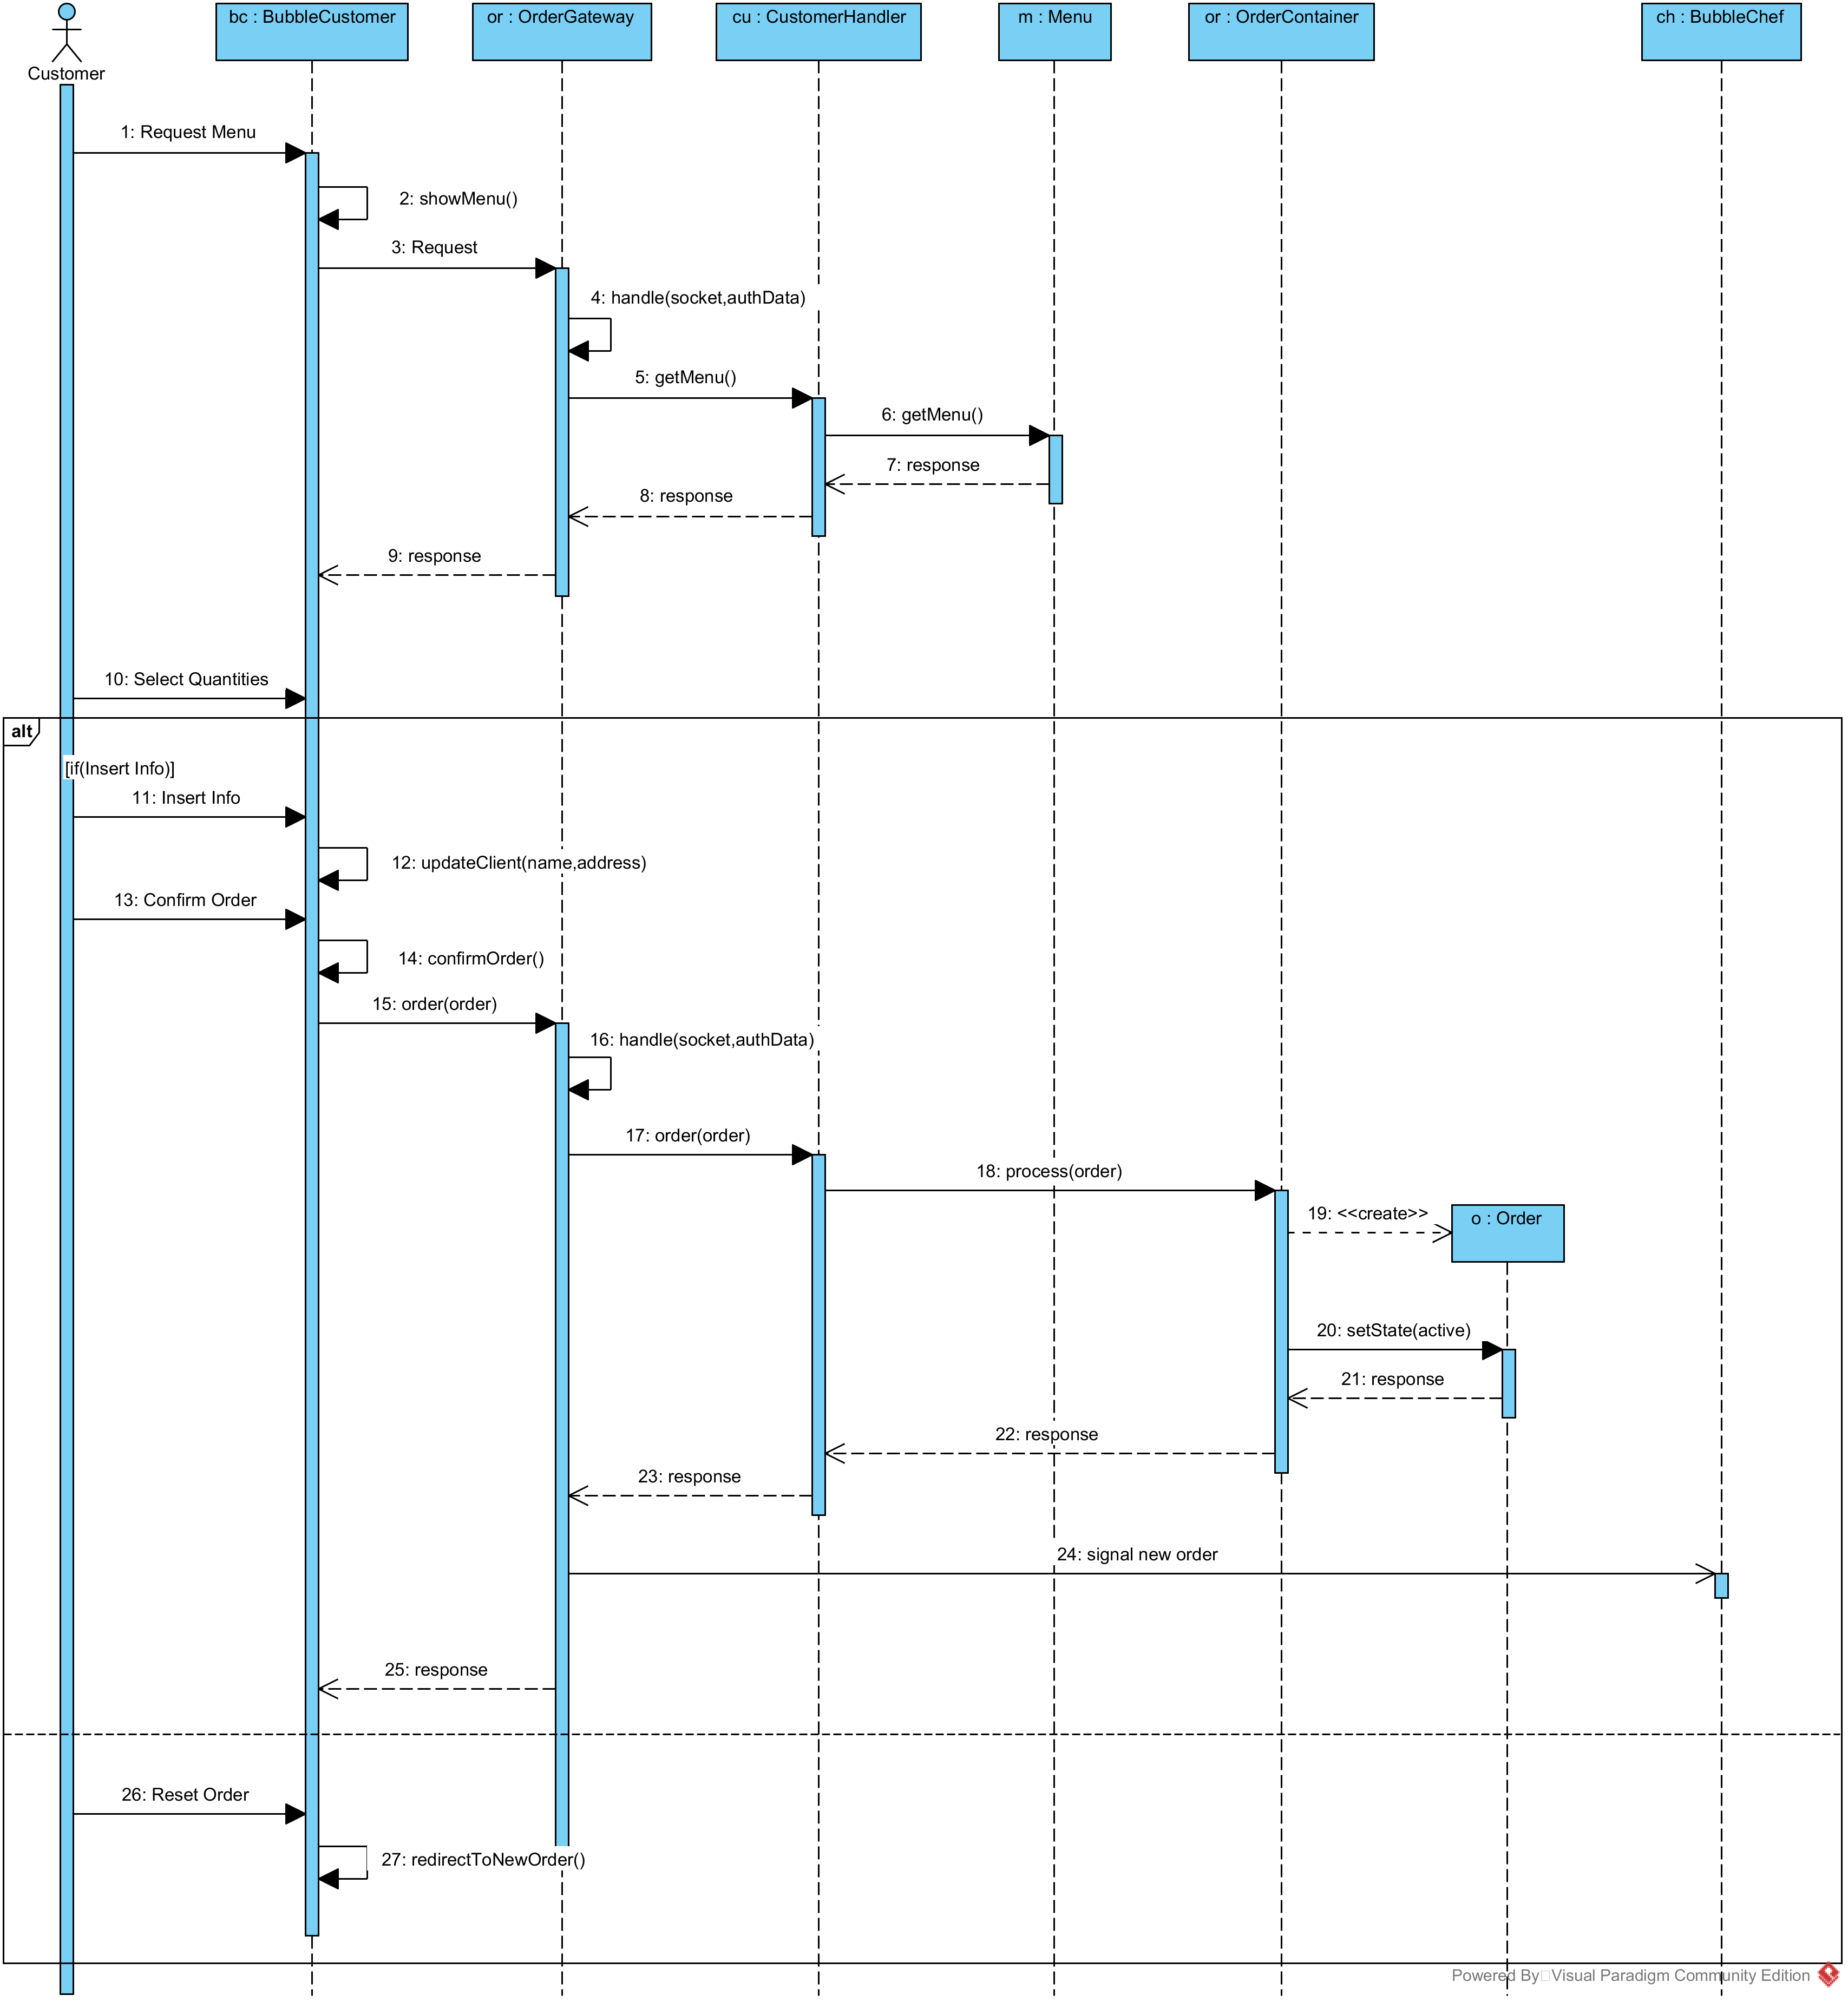 bc : BubbleCustomer
or : OrderGateway
cu : CustomerHandler
m : Menu
or : OrderContainer
ch : BubbleChef
Customer
1: Request Menu
2: showMenu()
3: Request
4: handle(socket,authData)
5: getMenu()
6: getMenu()
7: response
8: response
9: response
10: Select Quantities
alt
[if(Insert Info)]
11: Insert Info
12: updateClient(name,address)
13: Confirm Order
14: confirmOrder()
15: order(order)
16: handle(socket,authData)
17: order(order)
18: process(order)
19: <<create>>
o : Order
20: setState(active)
21: response
22: response
23: response
24: signal new order
25: response
26: Reset Order
27: redirectToNewOrder()
Powered By Visual Paradigm Community Edition